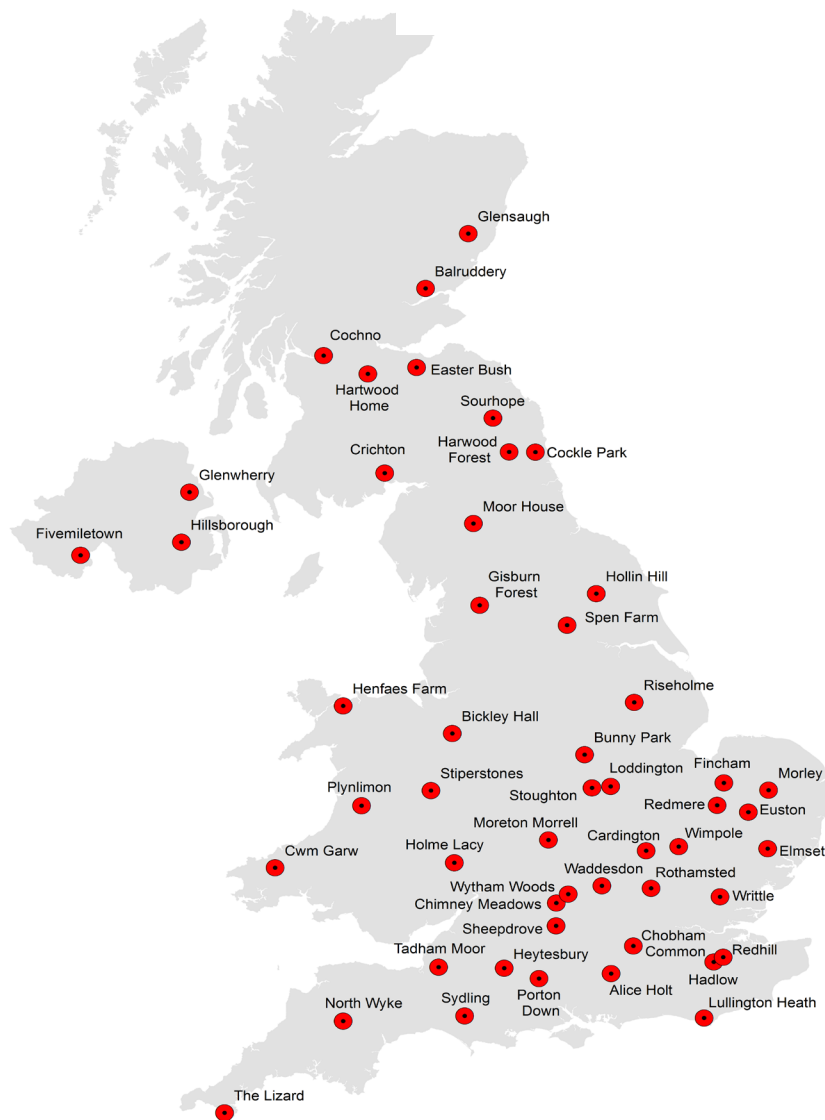 Glensaugh
Balruddery
Cochno
Easter Bush
Hartwood
Home
Sourhope
Harwood
Forest
Cockle Park
Crichton
Glenwherry
Moor House
Hillsborough
Fivemiletown
Hollin Hill
Gisburn
Forest
Spen Farm
Henfaes Farm
Riseholme
Bickley Hall
Bunny Park
Fincham
Morley
Loddington
Stiperstones
Plynlimon
Stoughton
Redmere
Euston
Moreton Morrell
Cardington
Wimpole
Elmset
Cwm Garw
Holme Lacy
Waddesdon
Rothamsted
Wytham Woods
Writtle
Chimney Meadows
Sheepdrove
Chobham
Common
Redhill
Tadham Moor
Heytesbury
Hadlow
Alice Holt
Porton
Down
North Wyke
Sydling
Lullington Heath
The Lizard